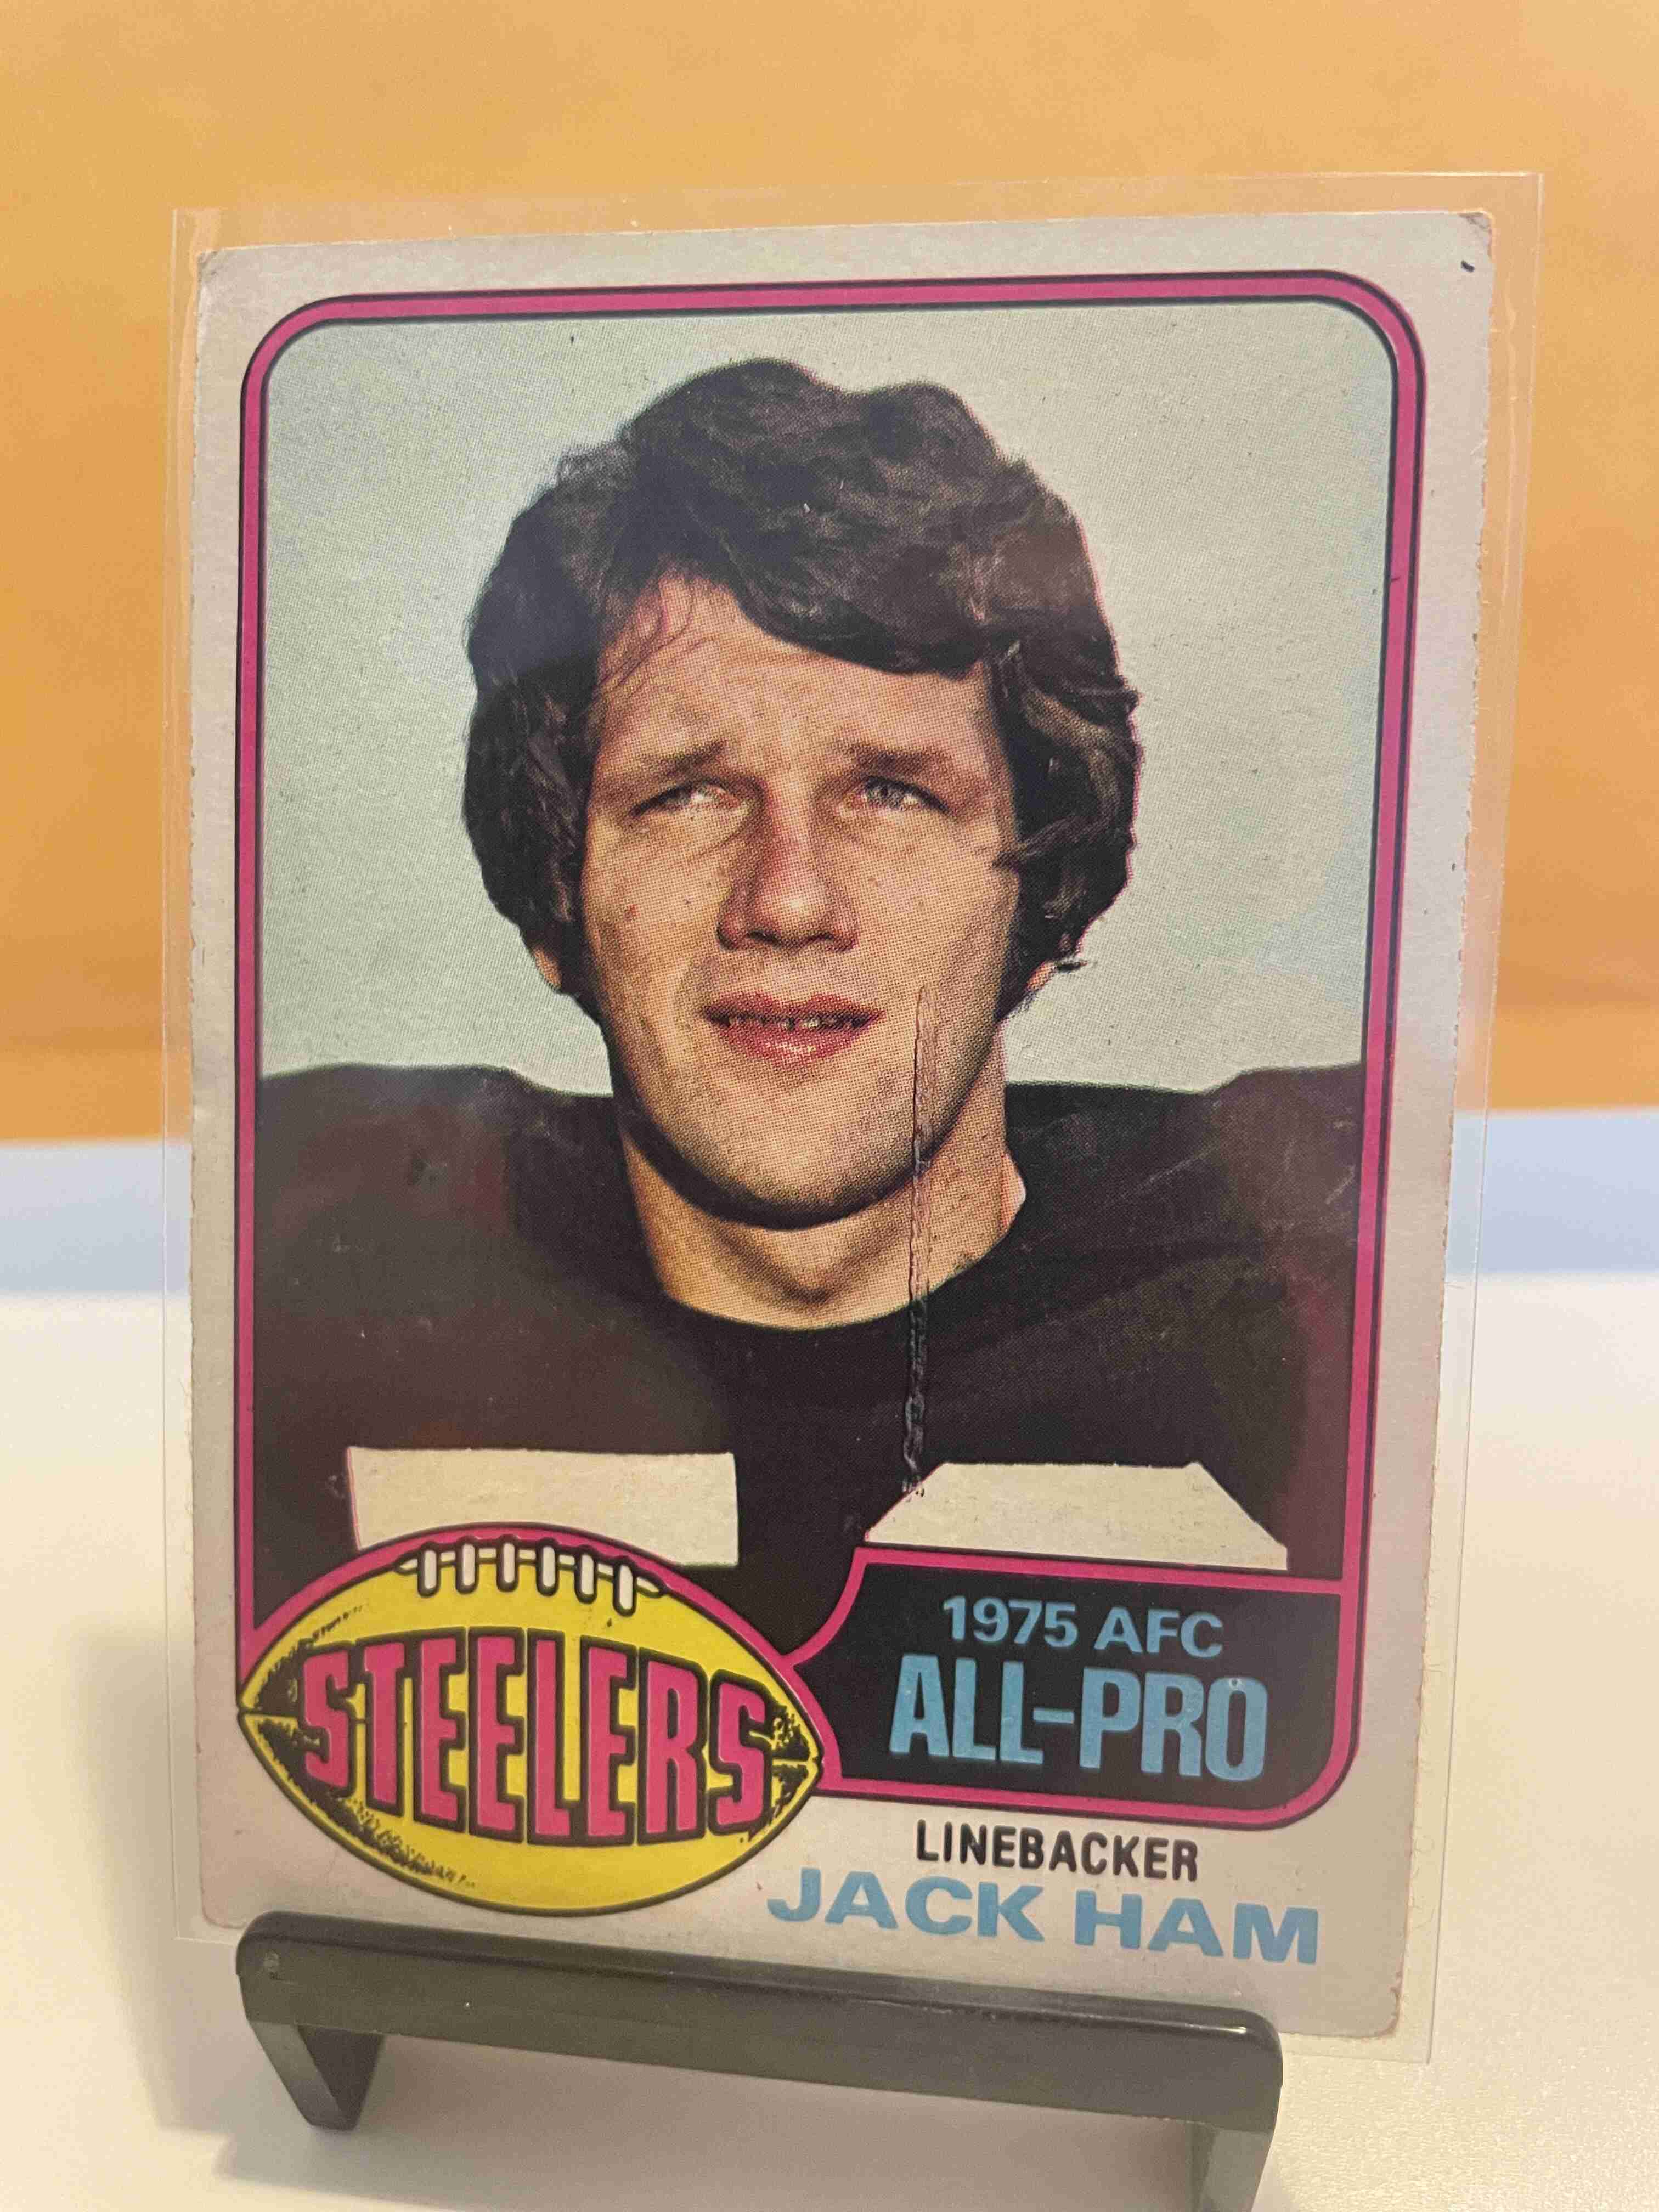 STEELERS
1975 AFC
ALL-PRO
LINEBACKER
JACK HAM